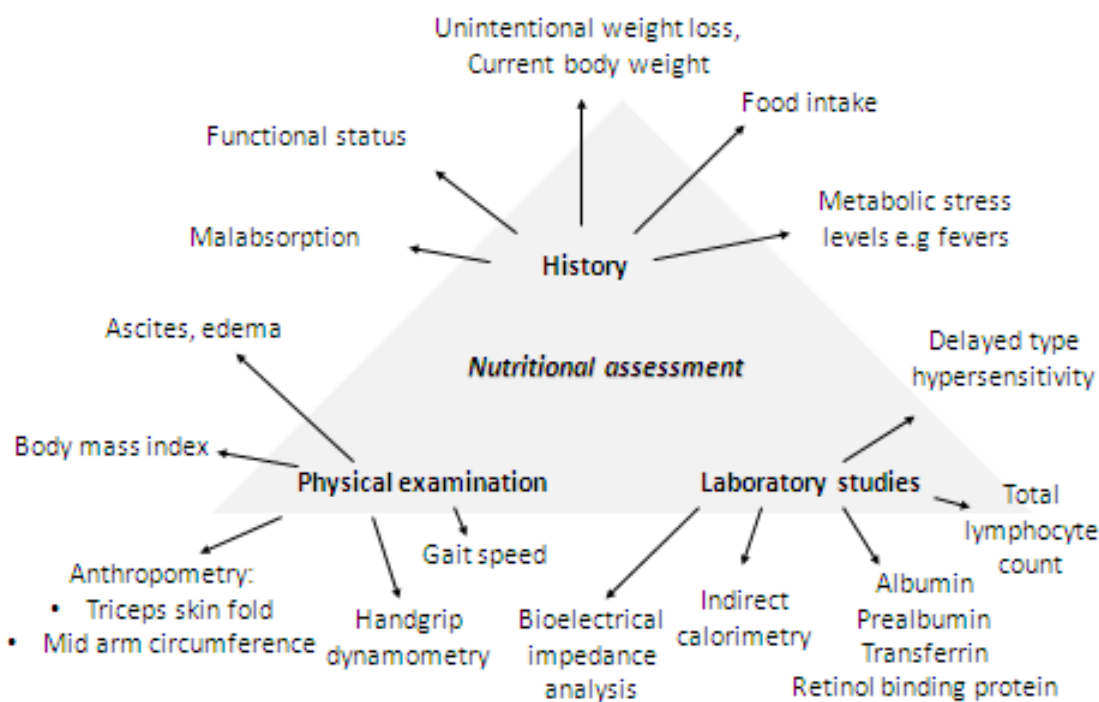 Unintentional weight loss,
Current body weight
Food intake
Functional status
Metabolic stress
levels e.g fevers
Malabsorption
History
Ascites, edema
Delayed type
hypersensitivity
Nutritional assessment
Body mass index
Physical examination
Laboratory studies
Total
lymphocyte
count
Gait speed
Anthropometry:
• Triceps skin fold
• Mid arm circumference
Handgrip
dynamometry
Bioelectrical
impedance
analysis
Indirect
calorimetry
Albumin
Prealbumin
Transferrin
Retinol binding protein